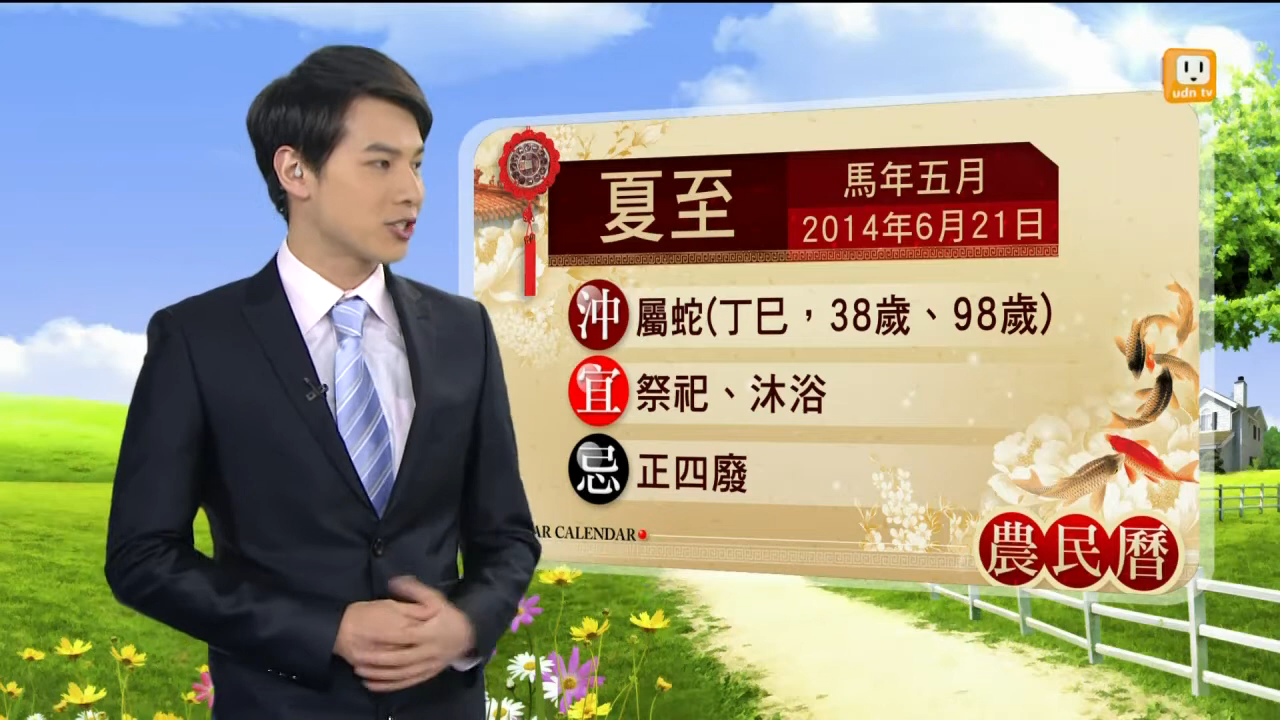 udn tv
夏至
馬年五月
2014年6月21日
沖 屬蛇(丁巳，38歲、98歲)
宜 祭祀、沐浴
忌 正四廢
AR CALENDAR
農民曆